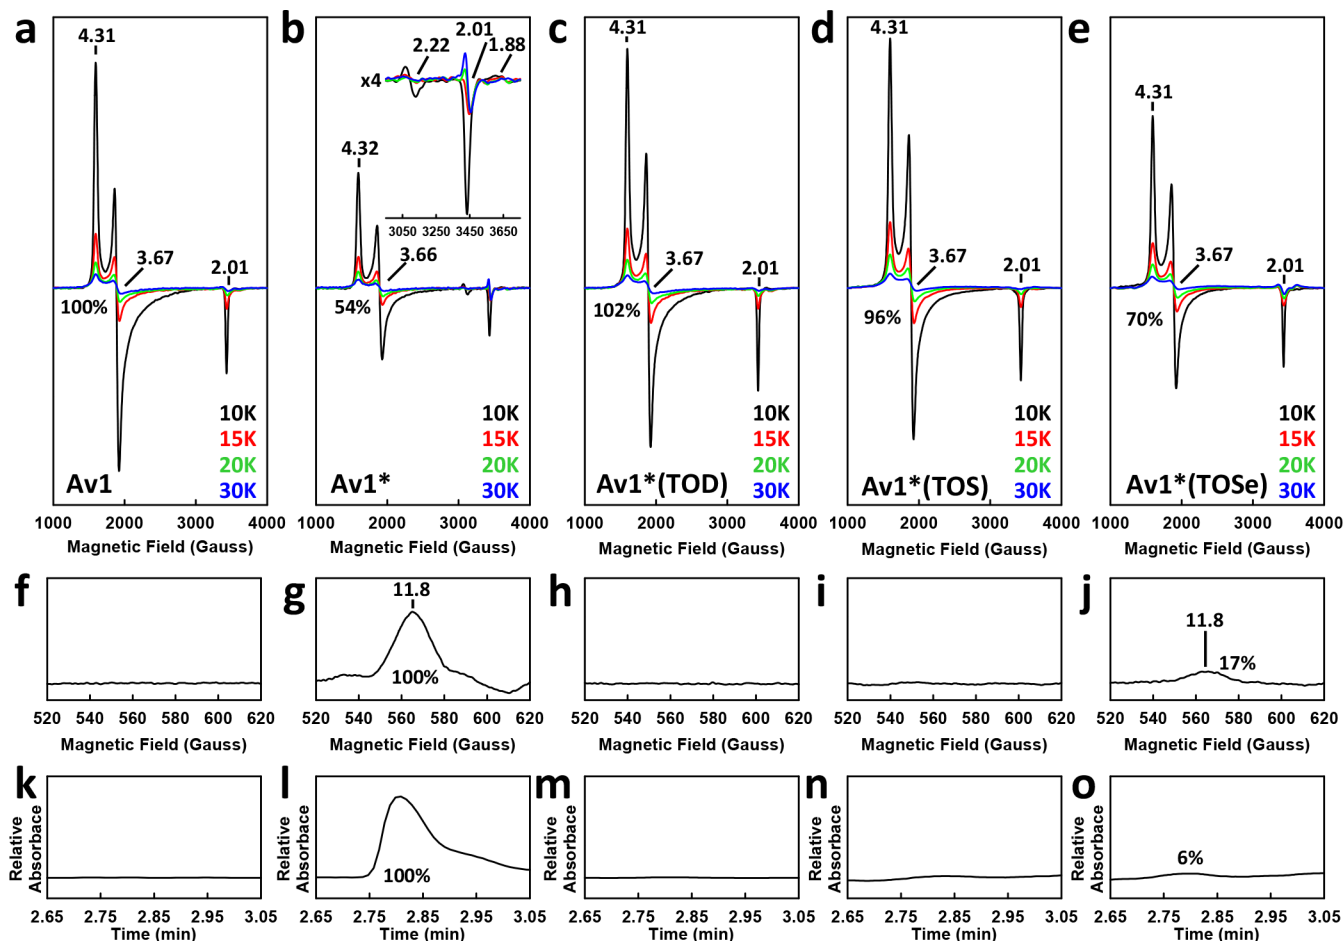 a
4.31
3.67
2.01
100%
10K
15K
20K
30K
Av1
1000 2000 3000 4000
Magnetic Field (Gauss)
b
2.22
2.01
1.88
x4
3050 3250 3450 3650
4.32
3.66
54%
10K
15K
20K
30K
Av1*
1000 2000 3000 4000
Magnetic Field (Gauss)
c
4.31
3.67
2.01
102%
10K
15K
20K
30K
Av1*(TOD)
1000 2000 3000 4000
Magnetic Field (Gauss)
d
4.31
3.67
2.01
96%
10K
15K
20K
30K
Av1*(TOS)
1000 2000 3000 4000
Magnetic Field (Gauss)
e
4.31
3.67
2.01
70%
10K
15K
20K
30K
Av1*(TOSe)
1000 2000 3000 4000
Magnetic Field (Gauss)
f
520 540 560 580 600 620
Magnetic Field (Gauss)
g
11.8
100%
520 540 560 580 600 620
Magnetic Field (Gauss)
h
520 540 560 580 600 620
Magnetic Field (Gauss)
i
520 540 560 580 600 620
Magnetic Field (Gauss)
j
11.8
17%
520 540 560 580 600 620
Magnetic Field (Gauss)
k
Relative
Absorbace
2.65 2.75 2.85 2.95 3.05
Time (min)
l
Relative
Absorbace
100%
2.65 2.75 2.85 2.95 3.05
Time (min)
m
Relative
Absorbace
2.65 2.75 2.85 2.95 3.05
Time (min)
n
Relative
Absorbace
2.65 2.75 2.85 2.95 3.05
Time (min)
o
Relative
Absorbace
6%
2.65 2.75 2.85 2.95 3.05
Time (min)